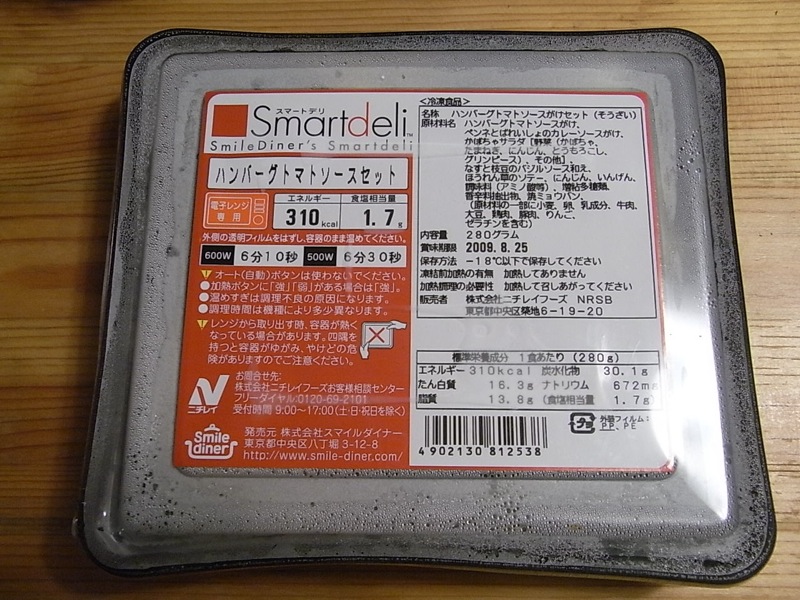 スマートデリ
Smartdeli™
SmileDiner's Smartdeli
ハンバーグトマトソースセット
電子レンジ専用
エネルギー 310kcal
食塩相当量 1.7g
外側の透明フィルムをはずし、容器のまま温めてください。
600W 6分10秒 500W 6分30秒
オート(自動)ボタンは使わないでください。
●加熱ボタンに「強」「弱」がある場合は「強」。
●温めすぎは調理不良の原因になります。
●調理時間は機種により多少異なります。
レンジから取り出す時、容器が熱く
なっている場合があります。四隅を
持つと容器がゆがみ、やけどの危
険がありますのでご注意ください。
ニチレイ
お問合せ先:
株式会社ニチレイフーズお客様相談センター
フリーダイヤル:0120-69-2101
受付時間 9:00〜17:00(土・日・祝を除く)
Smile diner
発売元 株式会社スマイルダイナー
東京都中央区八丁堀3-12-8
http://www.smile-diner.com/
<冷凍食品>
名称 ハンバーグトマトソースがけセット(そうざい)
原材料名 ハンバーグトマトソースがけ、
ペンネとばれいしょのカレーソースがけ、
かぼちゃサラダ〔野菜(かぼちゃ、
たまねぎ、にんじん、とうもろこし、
グリンピース)、その他〕、
なすと枝豆のバジルソース和え、
ほうれん草のソテー、にんじん、いんげん、
調味料(アミノ酸等)、増粘多糖類、
香辛料抽出物、焼ミョウバン、
(原材料の一部に小麦、卵、乳成分、牛肉、
大豆、鶏肉、豚肉、りんご、
ゼラチンを含む)
内容量 280グラム
賞味期限 2009.8.25
保存方法 −18℃以下で保存してください
凍結前加熱の有無 加熱してありません
加熱調理の必要性 加熱して召しあがってください
販売者 株式会社ニチレイフーズ NRSB
東京都中央区築地6−19−20
標準栄養成分 1食あたり(280g)
エネルギー 310kcal 炭水化物 30.1g
たん白質 16.3g ナトリウム 672mg
脂質 13.8g (食塩相当量 1.7g)
4902130812538
プラ
外装フィルム:
PP、PE